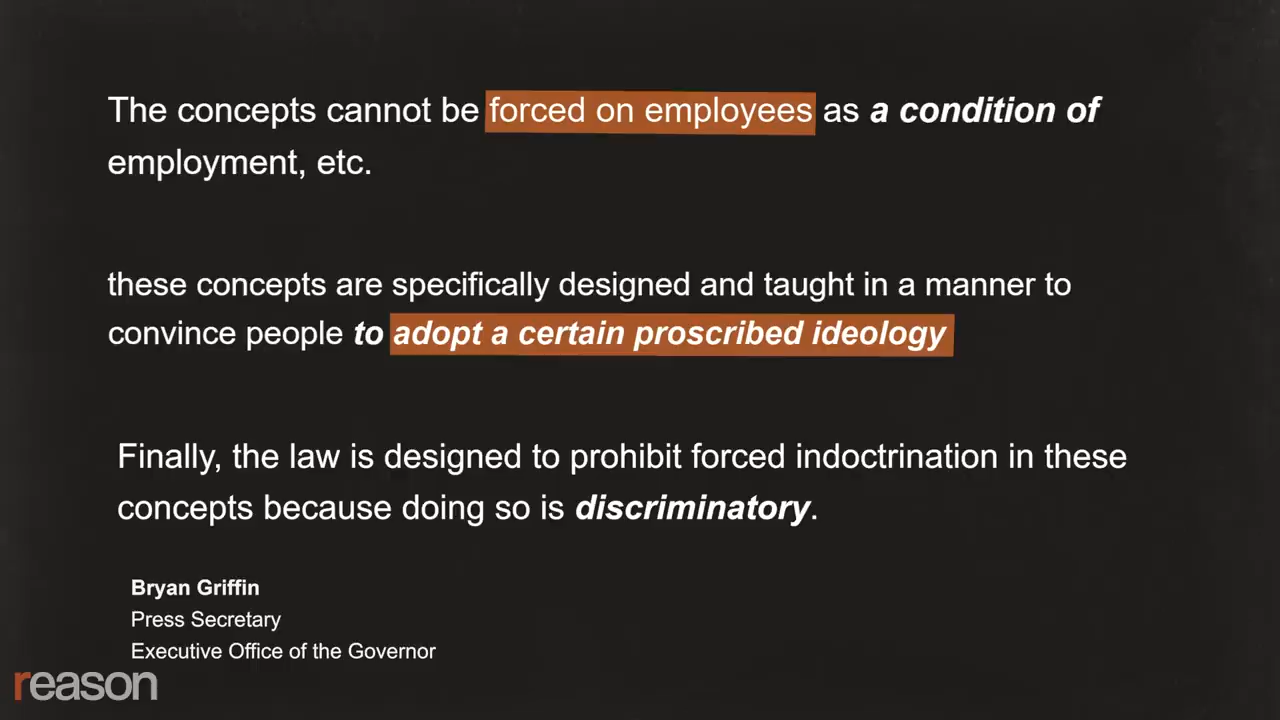 The concepts cannot be forced on employees as a condition of
employment, etc.
these concepts are specifically designed and taught in a manner to
convince people to adopt a certain proscribed ideology
Finally, the law is designed to prohibit forced indoctrination in these
concepts because doing so is discriminatory.
Bryan Griffin
Press Secretary
Executive Office of the Governor
reason